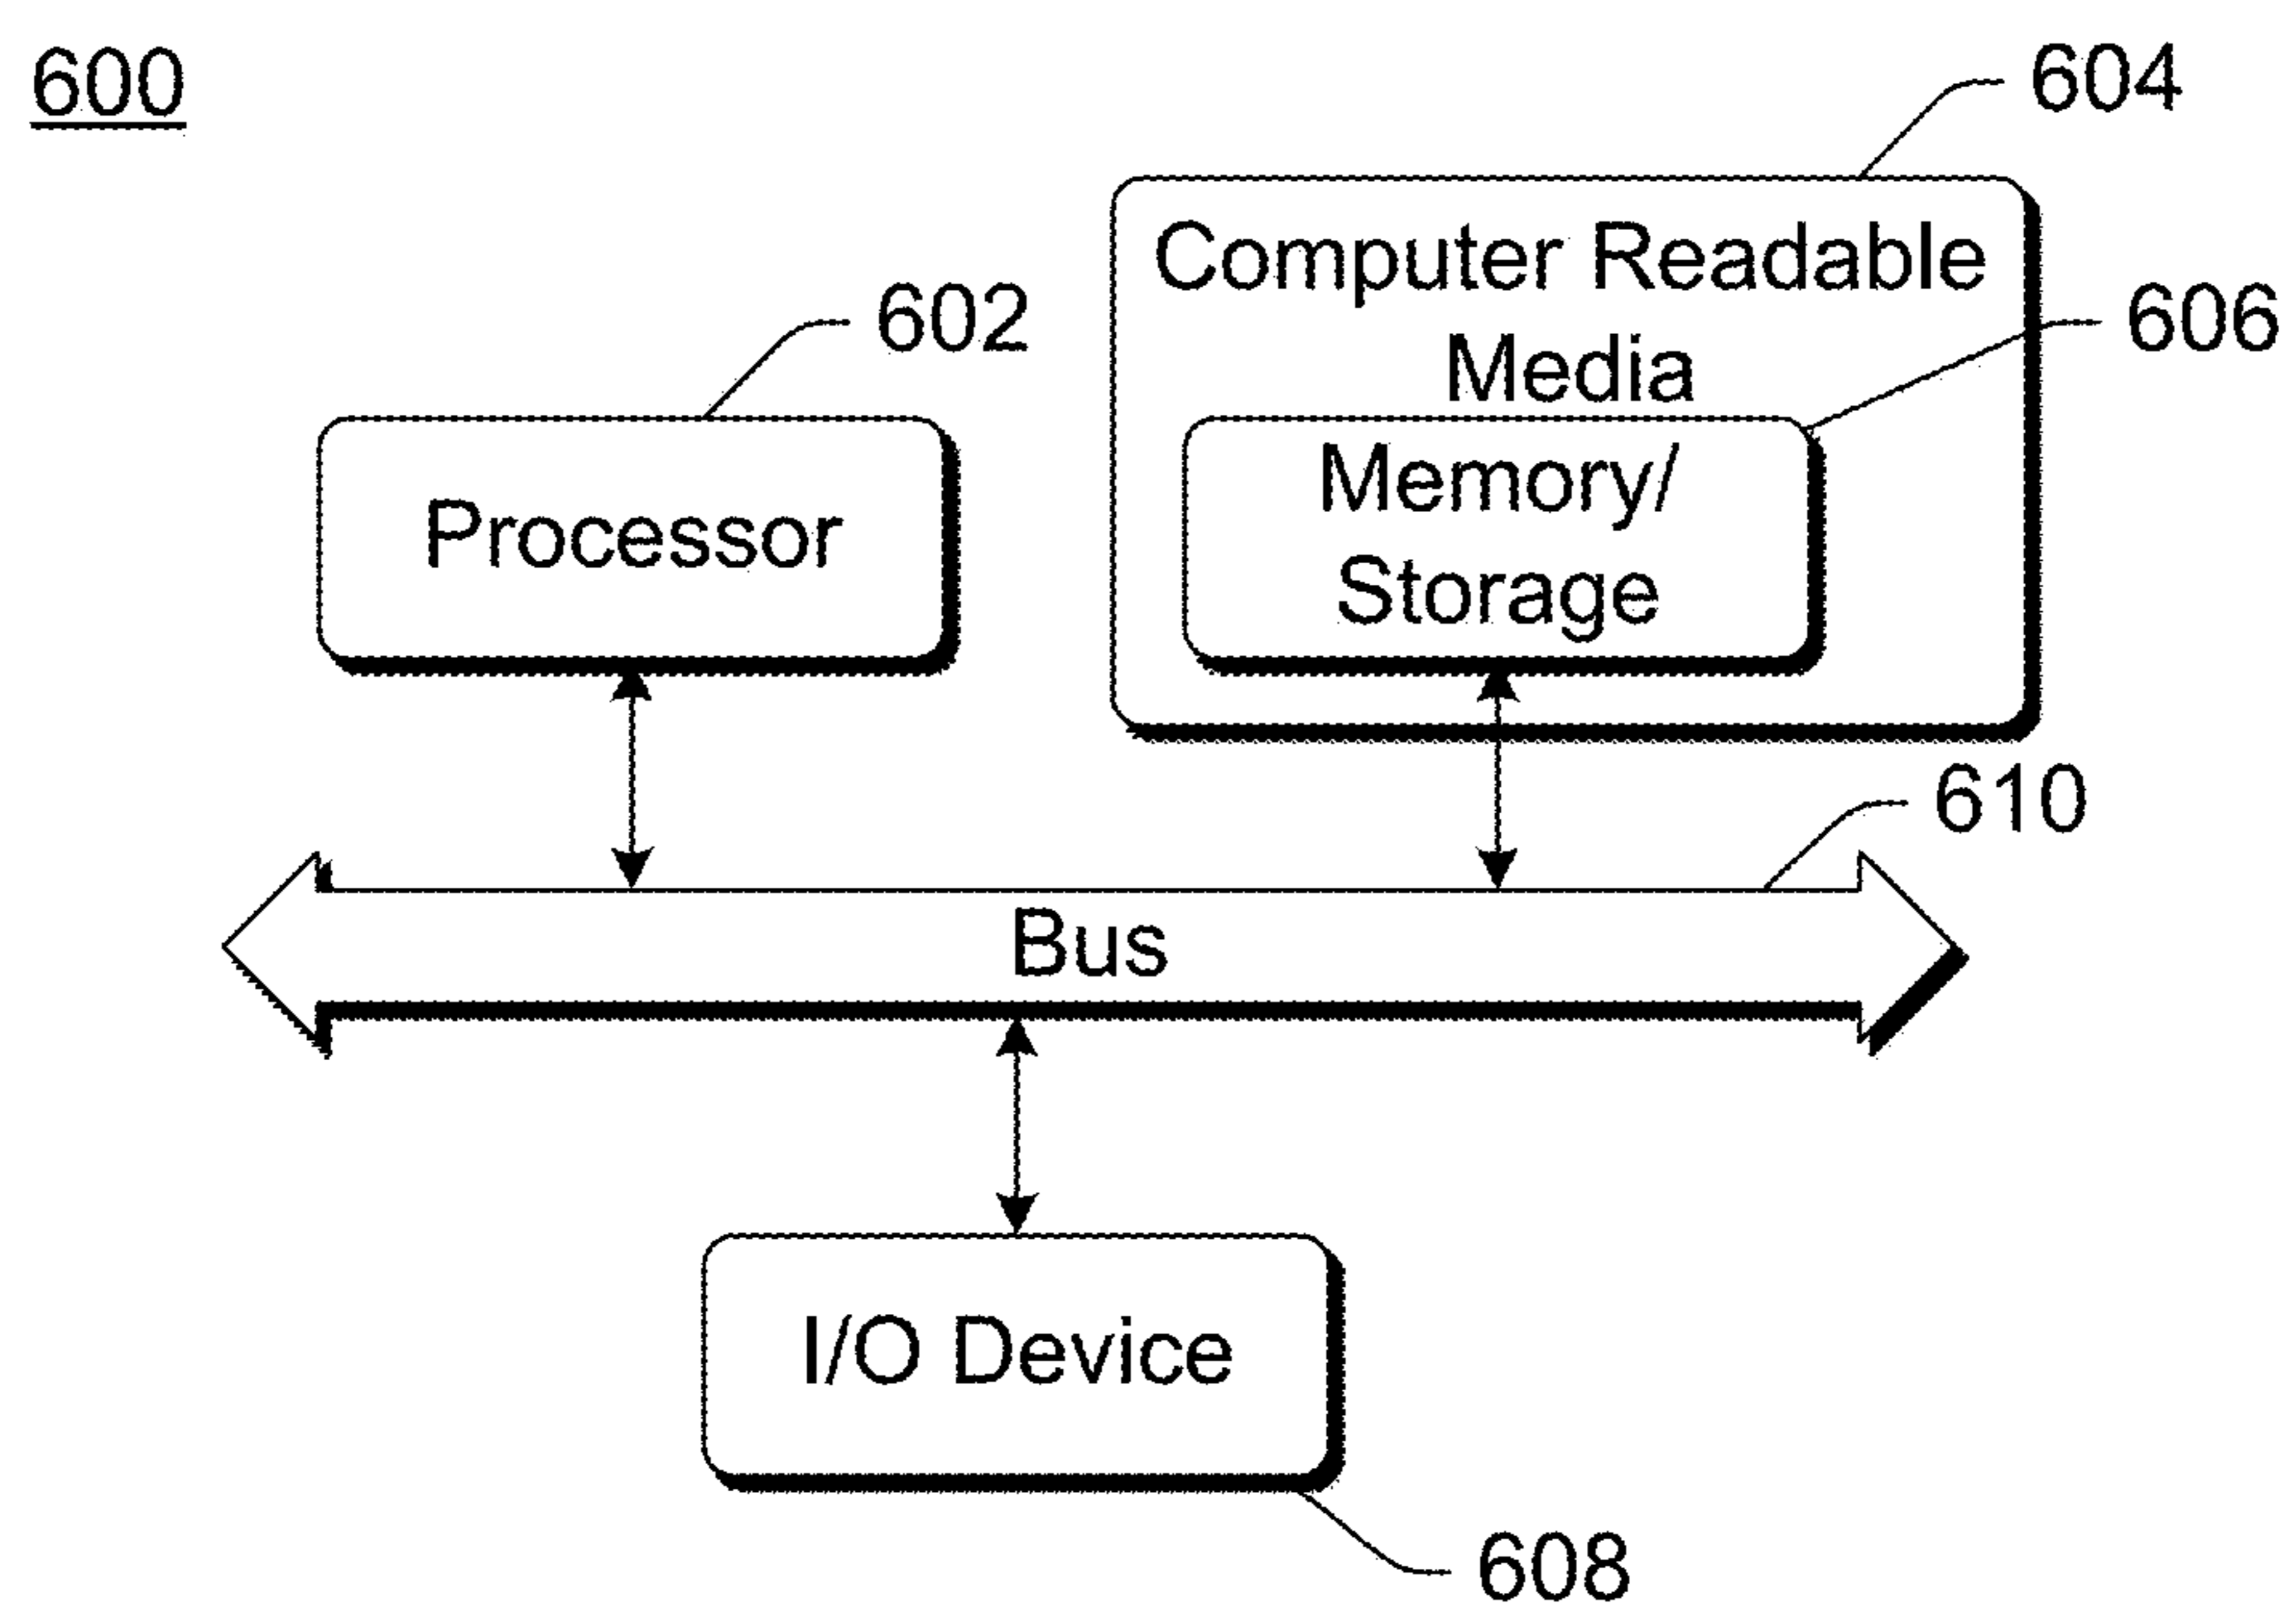 600
604
Computer Readable
Media
606
602
Memory/
Storage
Processor
610
Bus
I/O Device
608